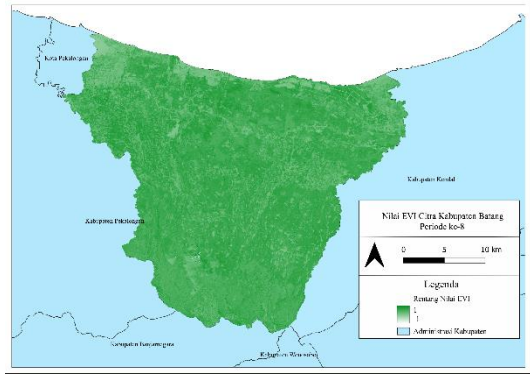 Kota Pekalongan
Kabupaten Kendal
Kabupaten Pekalongan
Nilai EVI Citra Kabupaten Batang
Periode ke-8
0 5 10 km
Legenda
Rentang Nilai EVI
1
-1
Administrasi Kabupaten
Kabupaten Banjarnegara
Kabupaten Wonosobo